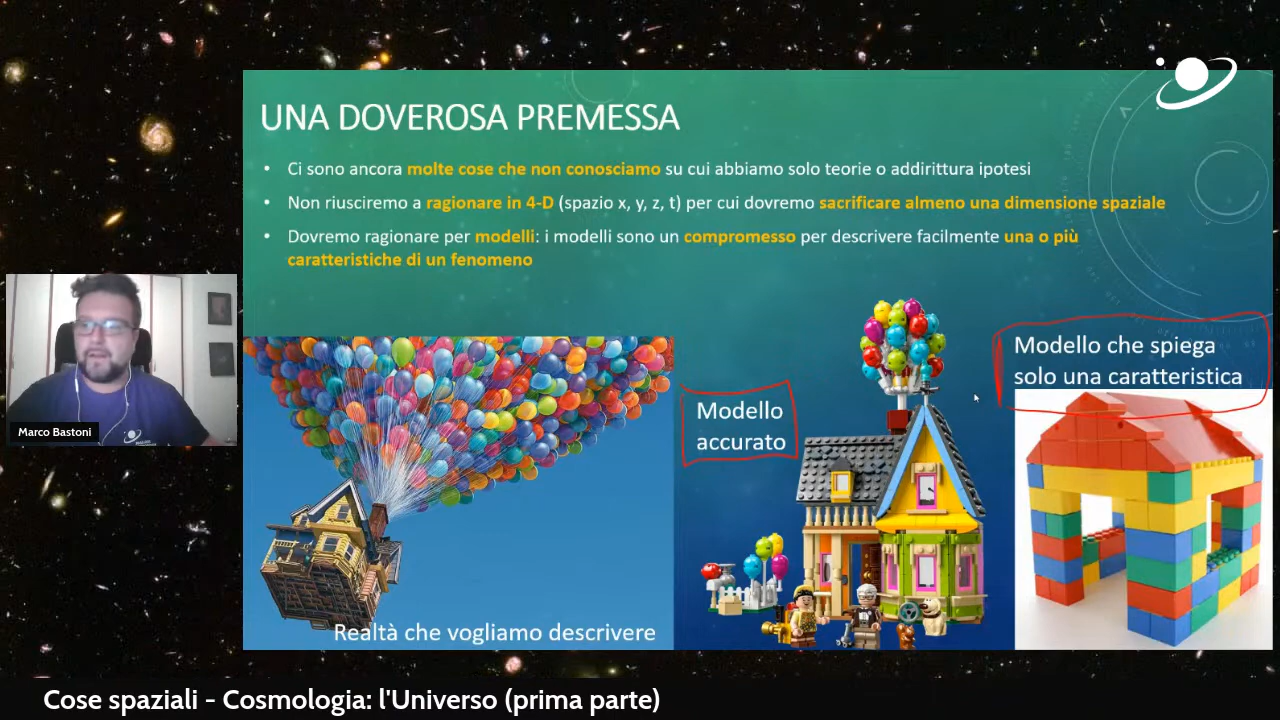 UNA DOVEROSA PREMESSA
• Ci sono ancora molte cose che non conosciamo su cui abbiamo solo teorie o addirittura ipotesi
• Non riusciremo a ragionare in 4-D (spazio x, y, z, t) per cui dovremo sacrificare almeno una dimensione spaziale
• Dovremo ragionare per modelli: i modelli sono un compromesso per descrivere facilmente una o più
caratteristiche di un fenomeno
Modello che spiega
solo una caratteristica
Modello
accurato
Marco Bastoni
Realtà che vogliamo descrivere
Cose spaziali - Cosmologia: l'Universo (prima parte)